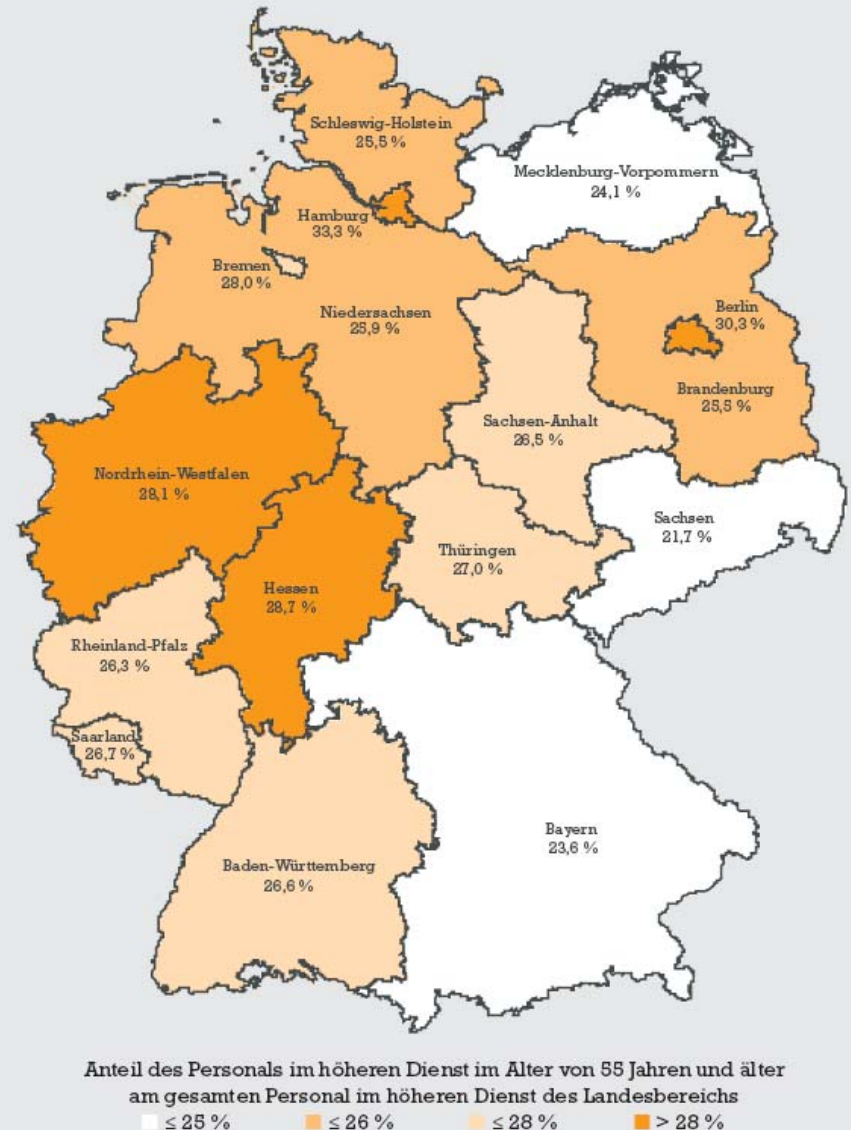 Schleswig-Holstein
25,5 %
Mecklenburg-Vorpommern
24,1 %
Hamburg
33,3 %
Bremen
28,0 %
Niedersachsen
25,9 %
Berlin
30,3 %
Brandenburg
25,5 %
Sachsen-Anhalt
26,5 %
Nordrhein-Westfalen
28,1 %
Sachsen
21,7 %
Thüringen
27,0 %
Hessen
28,7 %
Rheinland-Pfalz
26,3 %
Saarland
26,7 %
Bayern
23,6 %
Baden-Württemberg
26,6 %
Anteil des Personals im höheren Dienst im Alter von 55 Jahren und älter
am gesamten Personal im höheren Dienst des Landesbereichs
≤ 25 % ≤ 26 % ≤ 28 % > 28 %